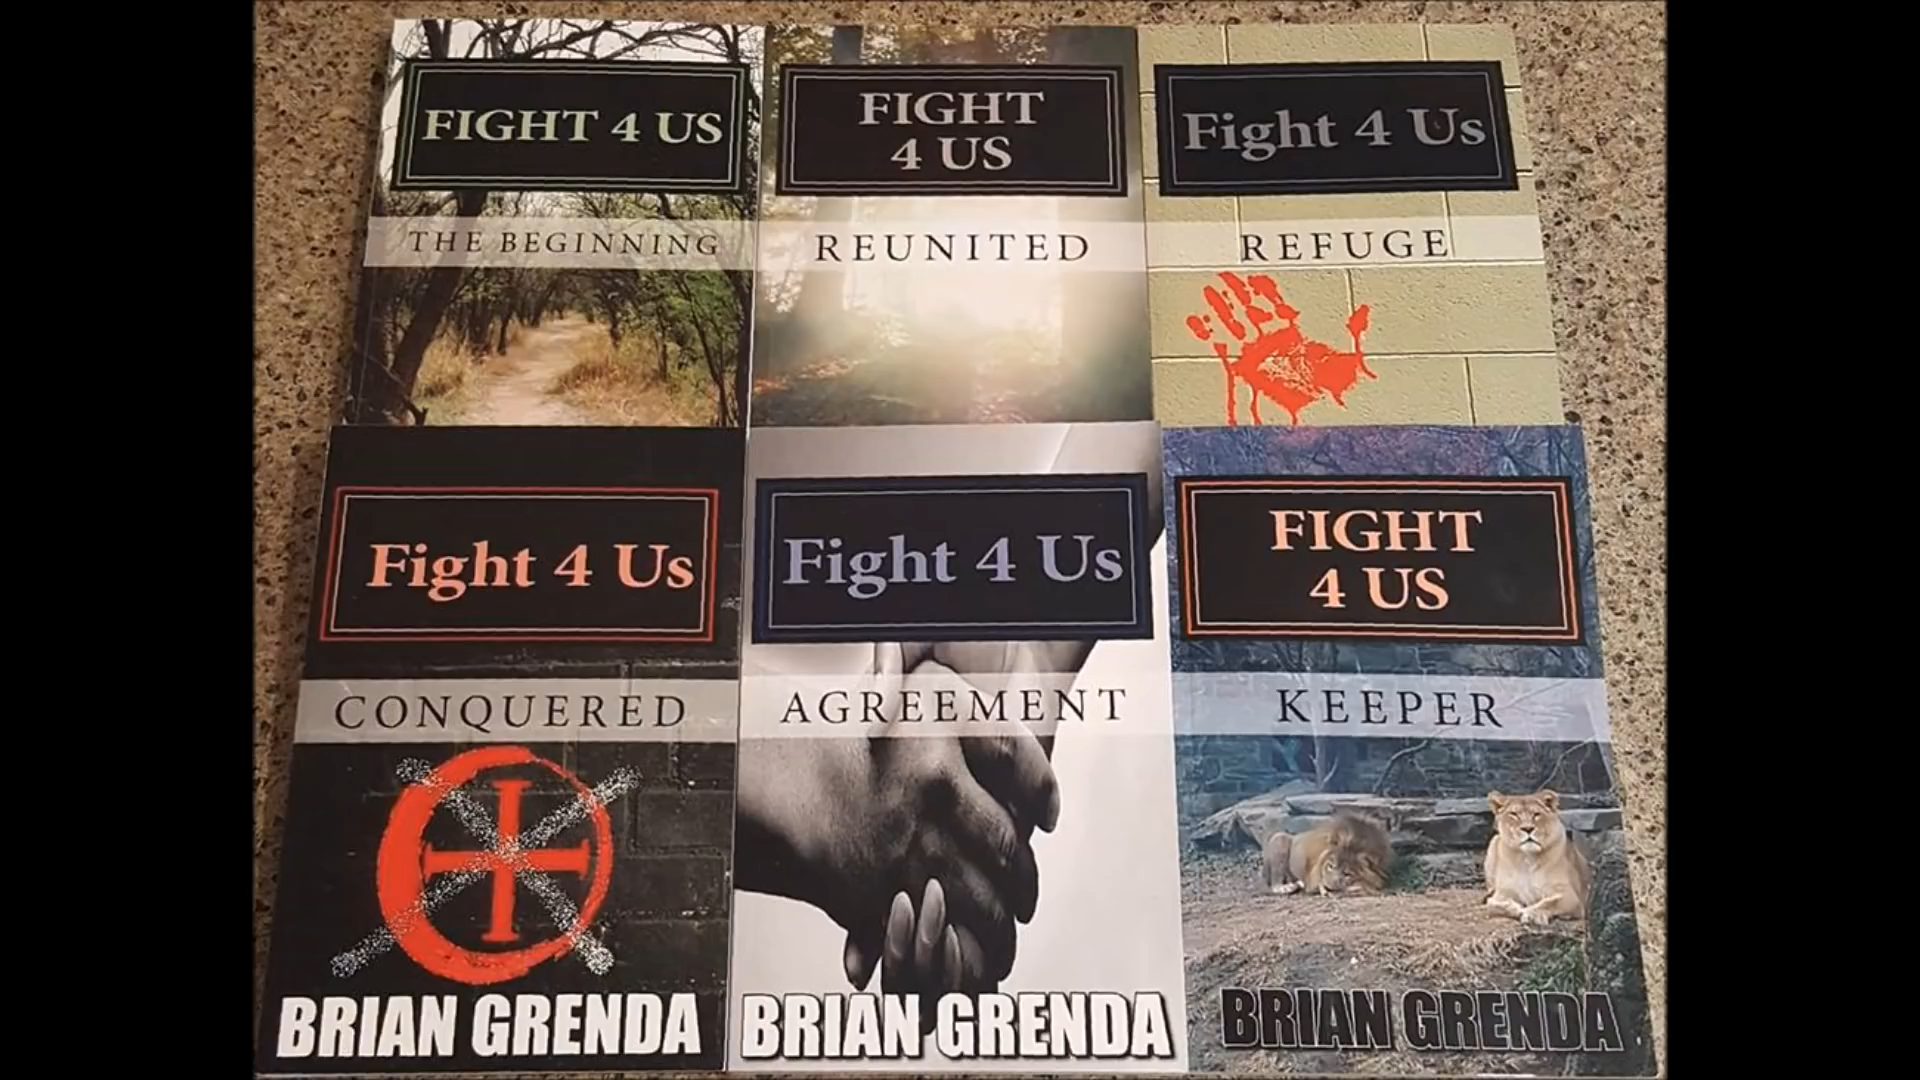 FIGHT 4 US
THE BEGINNING
FIGHT
4 US
REUNITED
Fight 4 Us
REFUGE
Fight 4 Us
CONQUERED
BRIAN GRENDA
Fight 4 Us
AGREEMENT
BRIAN GRENDA
FIGHT
4 US
KEEPER
BRIAN GRENDA